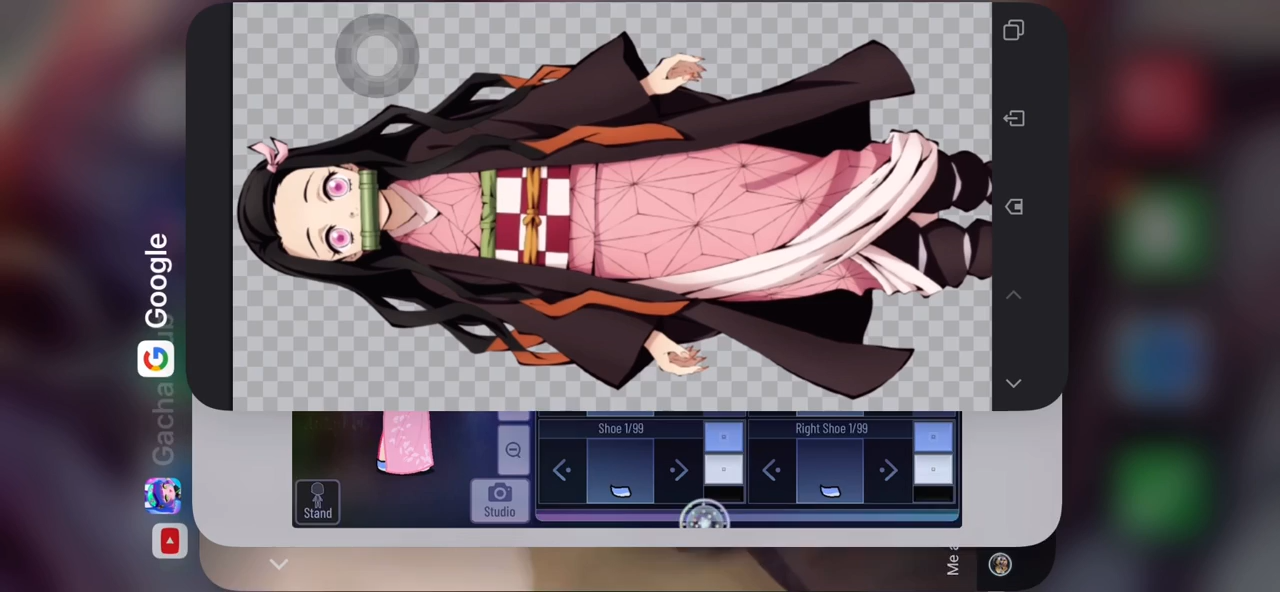 Google
Gacha
Shoe 1/99
Right Shoe 1/99
Stand
Studio
Me a